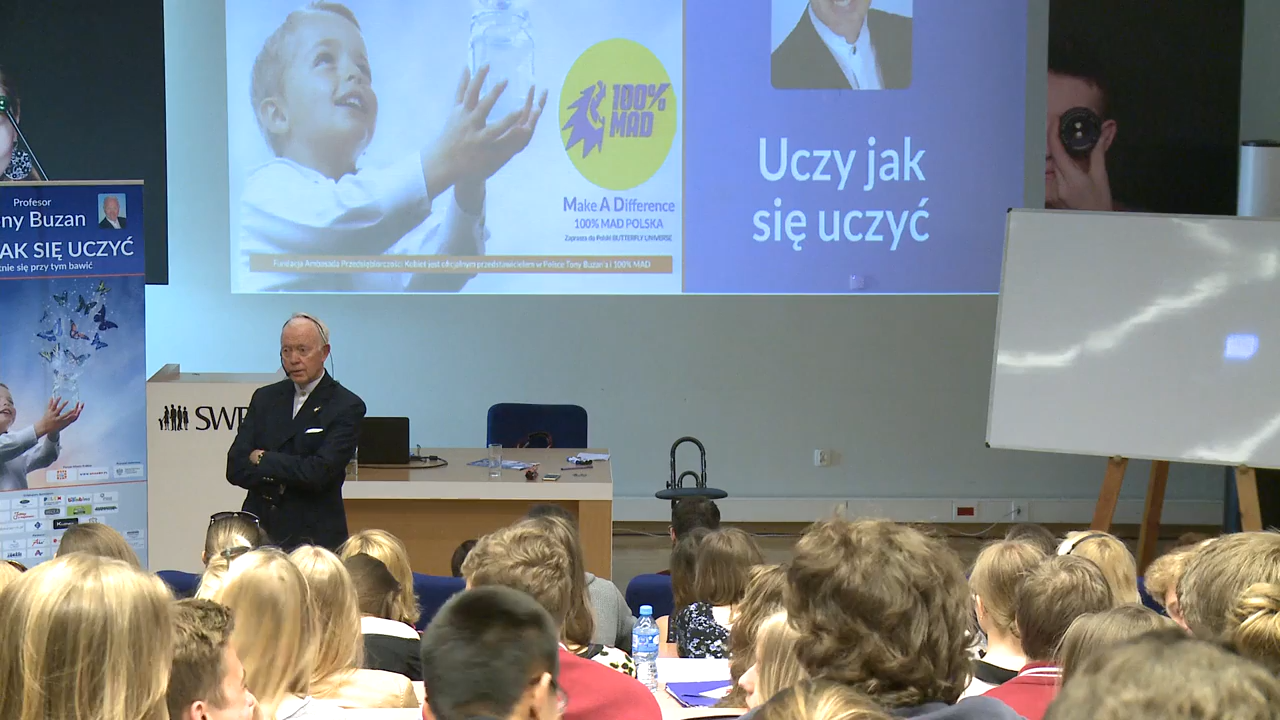 100%
MAD
Make A Difference
100% MAD POLSKA
Zaprasza do Polski BUTTERFLY UNIVERSE
Fundacja Ambasada Przedsiębiorczości Kobiet jest oficjalnym przedstawicielem w Polsce Tony Buzan'a i 100% MAD
Uczy jak
się uczyć
Profesor
ny Buzan
AK SIĘ UCZYĆ
tnie się przy tym bawić
SWP